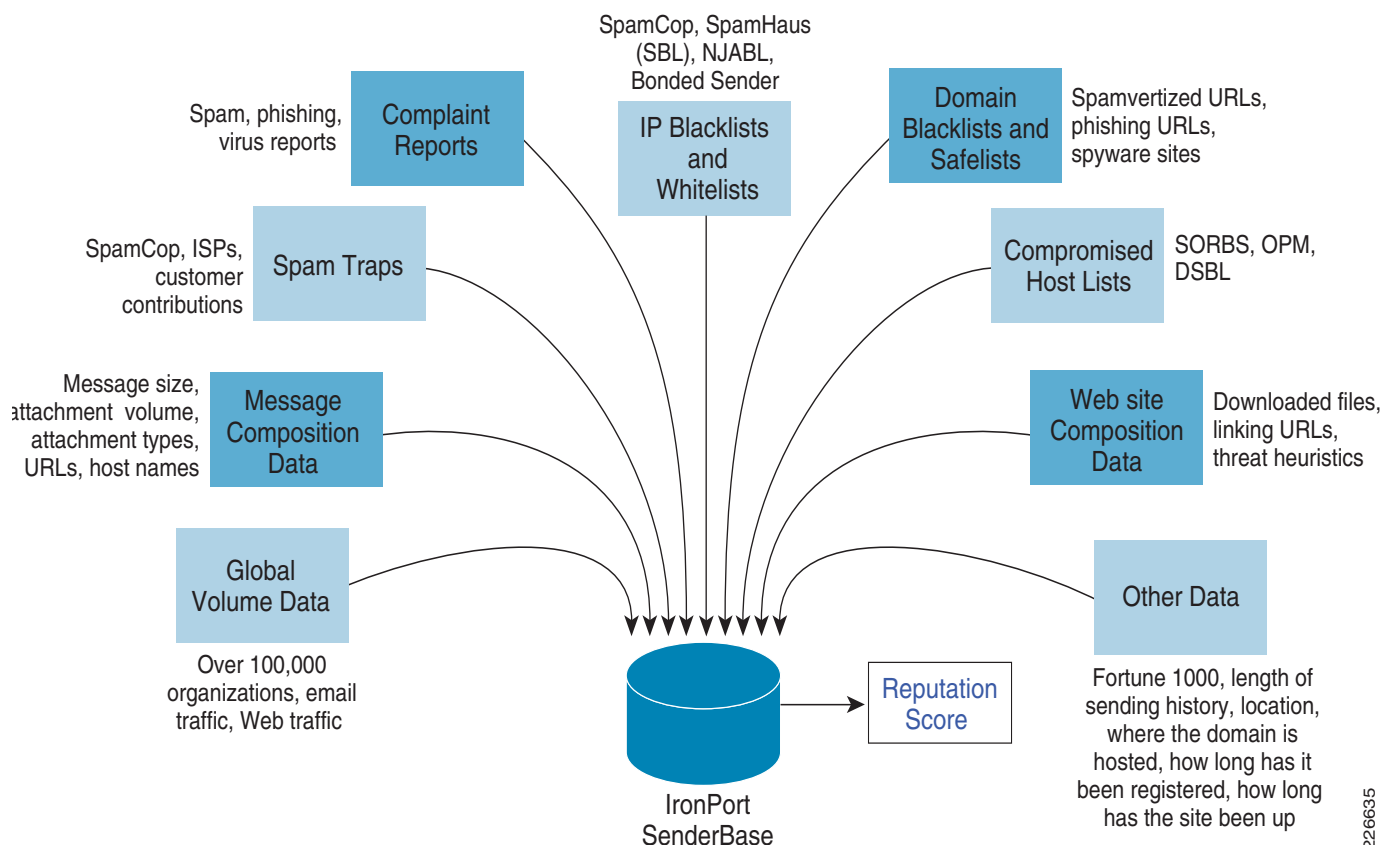 SpamCop, SpamHaus
(SBL), NJABL,
Bonded Sender
Spam, phishing,
virus reports
Complaint
Reports
IP Blacklists
and
Whitelists
Domain
Blacklists and
Safelists
Spamvertized URLs,
phishing URLs,
spyware sites
SpamCop, ISPs,
customer
contributions
Spam Traps
Compromised
Host Lists
SORBS, OPM,
DSBL
Message size,
attachment volume,
attachment types,
URLs, host names
Message
Composition
Data
Web site
Composition
Data
Downloaded files,
linking URLs,
threat heuristics
Global
Volume Data
Over 100,000
organizations, email
traffic, Web traffic
Other Data
Fortune 1000, length of
sending history, location,
where the domain is
hosted, how long has it
been registered, how long
has the site been up
Reputation
Score
IronPort
SenderBase
226635